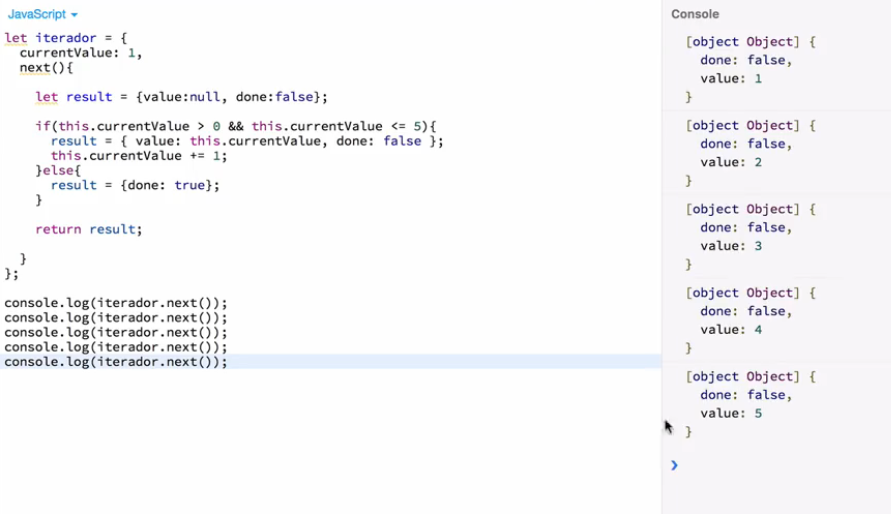 JavaScript
let iterador = {
  currentValue: 1,
  next(){
    let result = {value:null, done:false};
    if(this.currentValue > 0 && this.currentValue <= 5){
      result = { value: this.currentValue, done: false };
      this.currentValue += 1;
    }else{
      result = {done: true};
    }
    return result;
  }
};
console.log(iterador.next());
console.log(iterador.next());
console.log(iterador.next());
console.log(iterador.next());
console.log(iterador.next());
Console
[object Object] {
  done: false,
  value: 1
}
[object Object] {
  done: false,
  value: 2
}
[object Object] {
  done: false,
  value: 3
}
[object Object] {
  done: false,
  value: 4
}
[object Object] {
  done: false,
  value: 5
}